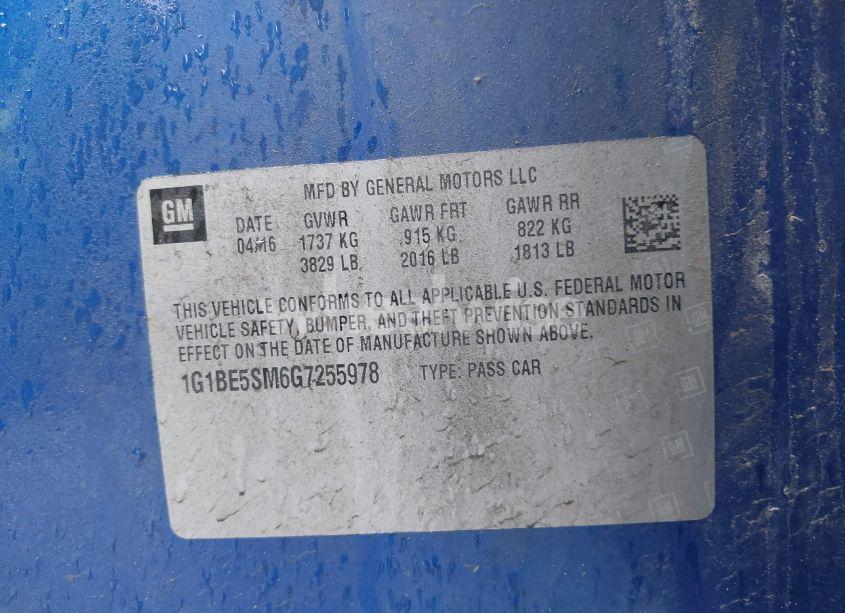 MFD BY GENERAL MOTORS LLC
GM DATE GVWR GAWR FRT GAWR RR
04/16 1737 KG 915 KG 822 KG
3829 LB 2016 LB 1813 LB
THIS VEHICLE CONFORMS TO ALL APPLICABLE U.S. FEDERAL MOTOR
VEHICLE SAFETY, BUMPER, AND THEFT PREVENTION STANDARDS IN
EFFECT ON THE DATE OF MANUFACTURE SHOWN ABOVE.
1G1BE5SM6G7255978 TYPE: PASS CAR
GM
GM